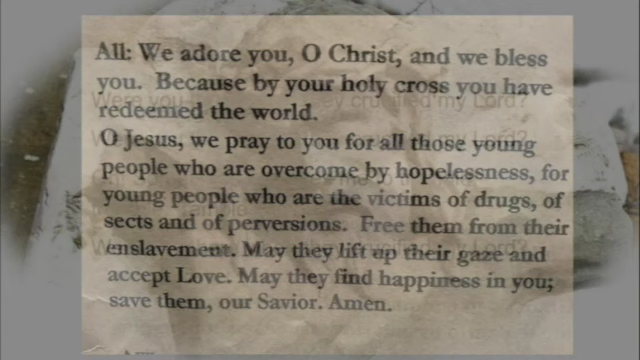 All: We adore you, O Christ, and we bless
you. Because by your holy cross you have
redeemed the world.
O Jesus, we pray to you for all those young
people who are overcome by hopelessness, for
young people who are the victims of drugs, of
sects and of perversions. Free them from their
enslavement. May they lift up their gaze and
accept Love. May they find happiness in you;
save them, our Savior. Amen.